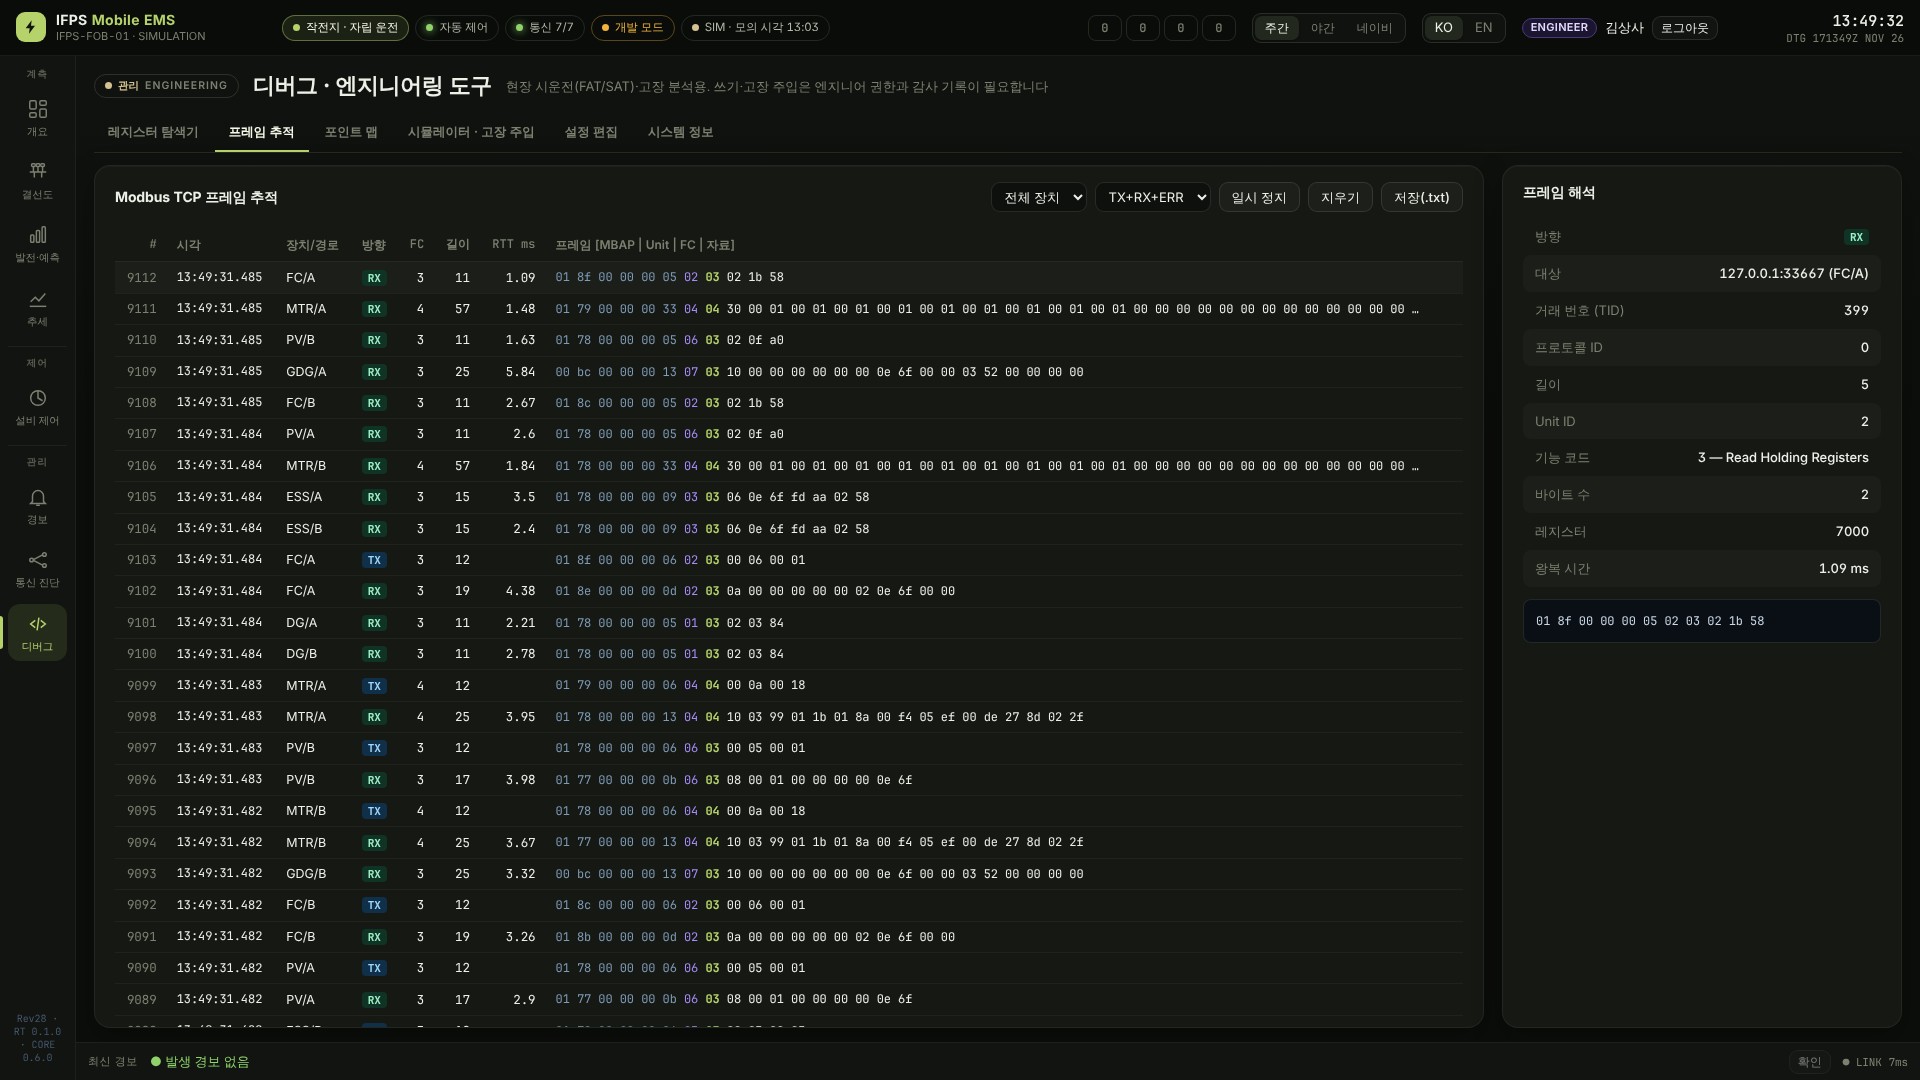 IFPS Mobile EMS
IFPS-FOB-01 · SIMULATION
작전지 · 자립 운전
자동 제어
통신 7/7
개발 모드
SIM · 모의 시각 13:03
0 0 0 0
주간 야간 네이비
KO EN
ENGINEER 김상사 로그아웃
13:49:32
DTG 171349Z NOV 26
계측
개요
결선도
발전·예측
추세
제어
설비 제어
관리
경보
통신 진단
디버그
Rev28 ·
RT 0.1.0
· CORE
0.6.0
관리 ENGINEERING
디버그 · 엔지니어링 도구
현장 시운전(FAT/SAT)·고장 분석용. 쓰기·고장 주입은 엔지니어 권한과 감사 기록이 필요합니다
레지스터 탐색기 프레임 추적 포인트 맵 시뮬레이터 · 고장 주입 설정 편집 시스템 정보
Modbus TCP 프레임 추적
전체 장치 TX+RX+ERR 일시 정지 지우기 저장(.txt)
# 시각 장치/경로 방향 FC 길이 RTT ms 프레임 [MBAP | Unit | FC | 자료]
9112 13:49:31.485 FC/A RX 3 11 1.09 01 8f 00 00 00 05 02 03 02 1b 58
9111 13:49:31.485 MTR/A RX 4 57 1.48 01 79 00 00 00 33 04 04 30 00 01 00 01 00 01 00 01 00 01 00 01 00 01 00 01 00 01 00 00 00 00 00 00 00 00 00 00 00 00 00 …
9110 13:49:31.485 PV/B RX 3 11 1.63 01 78 00 00 00 05 06 03 02 0f a0
9109 13:49:31.485 GDG/A RX 3 25 5.84 00 bc 00 00 00 13 07 03 10 00 00 00 00 00 00 0e 6f 00 00 03 52 00 00 00 00
9108 13:49:31.485 FC/B RX 3 11 2.67 01 8c 00 00 00 05 02 03 02 1b 58
9107 13:49:31.484 PV/A RX 3 11 2.6 01 78 00 00 00 05 06 03 02 0f a0
9106 13:49:31.484 MTR/B RX 4 57 1.84 01 78 00 00 00 33 04 04 30 00 01 00 01 00 01 00 01 00 01 00 01 00 01 00 01 00 01 00 00 00 00 00 00 00 00 00 00 00 00 00 …
9105 13:49:31.484 ESS/A RX 3 15 3.5 01 78 00 00 00 09 03 03 06 0e 6f fd aa 02 58
9104 13:49:31.484 ESS/B RX 3 15 2.4 01 78 00 00 00 09 03 03 06 0e 6f fd aa 02 58
9103 13:49:31.484 FC/A TX 3 12 01 8f 00 00 00 06 02 03 00 06 00 01
9102 13:49:31.484 FC/A RX 3 19 4.38 01 8e 00 00 00 0d 02 03 0a 00 00 00 00 00 02 0e 6f 00 00
9101 13:49:31.484 DG/A RX 3 11 2.21 01 78 00 00 00 05 01 03 02 03 84
9100 13:49:31.484 DG/B RX 3 11 2.78 01 78 00 00 00 05 01 03 02 03 84
9099 13:49:31.483 MTR/A TX 4 12 01 79 00 00 00 06 04 04 00 0a 00 18
9098 13:49:31.483 MTR/A RX 4 25 3.95 01 78 00 00 00 13 04 04 10 03 99 01 1b 01 8a 00 f4 05 ef 00 de 27 8d 02 2f
9097 13:49:31.483 PV/B TX 3 12 01 78 00 00 00 06 06 03 00 05 00 01
9096 13:49:31.483 PV/B RX 3 17 3.98 01 77 00 00 00 0b 06 03 08 00 01 00 00 00 00 0e 6f
9095 13:49:31.482 MTR/B TX 4 12 01 78 00 00 00 06 04 04 00 0a 00 18
9094 13:49:31.482 MTR/B RX 4 25 3.67 01 77 00 00 00 13 04 04 10 03 99 01 1b 01 8a 00 f4 05 ef 00 de 27 8d 02 2f
9093 13:49:31.482 GDG/B RX 3 25 3.32 00 bc 00 00 00 13 07 03 10 00 00 00 00 00 00 0e 6f 00 00 03 52 00 00 00 00
9092 13:49:31.482 FC/B TX 3 12 01 8c 00 00 00 06 02 03 00 06 00 01
9091 13:49:31.482 FC/B RX 3 19 3.26 01 8b 00 00 00 0d 02 03 0a 00 00 00 00 00 02 0e 6f 00 00
9090 13:49:31.482 PV/A TX 3 12 01 78 00 00 00 06 06 03 00 05 00 01
9089 13:49:31.482 PV/A RX 3 17 2.9 01 77 00 00 00 0b 06 03 08 00 01 00 00 00 00 0e 6f
프레임 해석
방향 RX
대상 127.0.0.1:33667 (FC/A)
거래 번호 (TID) 399
프로토콜 ID 0
길이 5
Unit ID 2
기능 코드 3 — Read Holding Registers
바이트 수 2
레지스터 7000
왕복 시간 1.09 ms
01 8f 00 00 00 05 02 03 02 1b 58
최신 경보 발생 경보 없음
확인 LINK 7ms